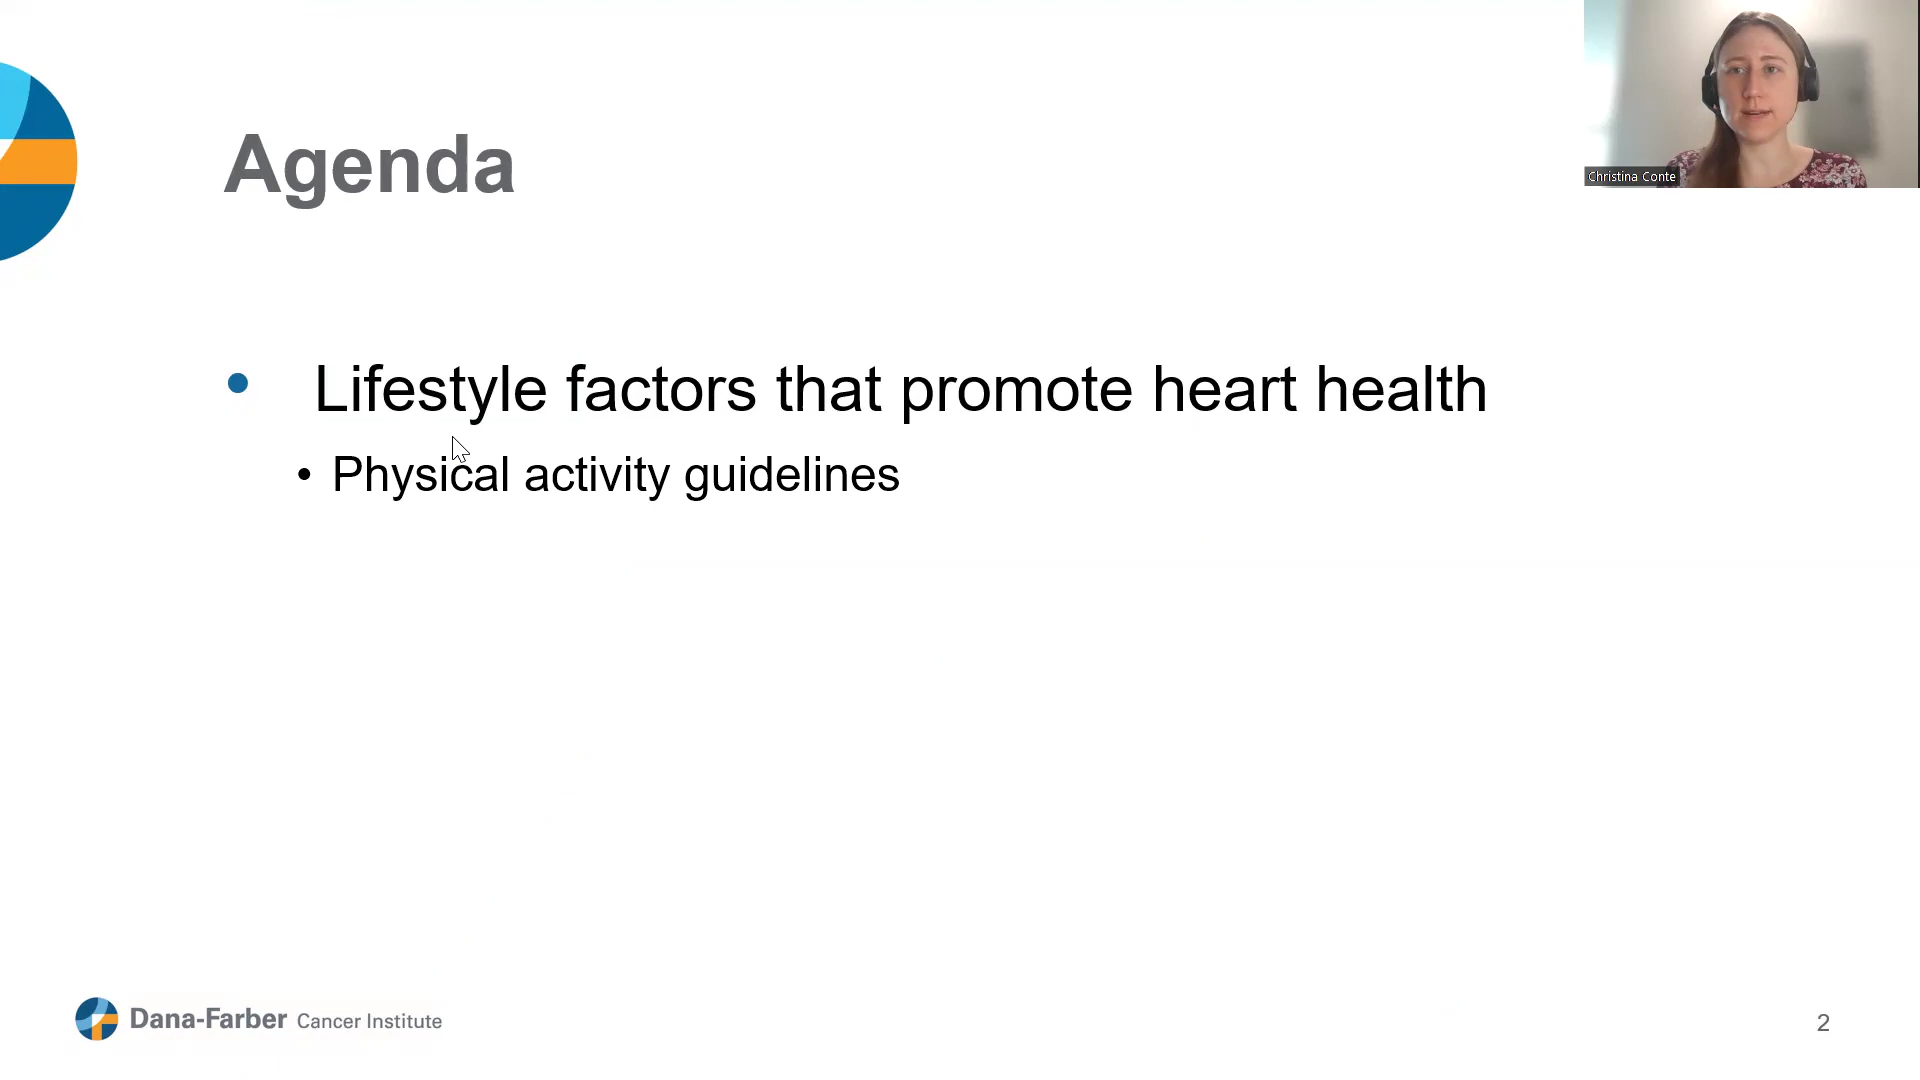 Christina Conte
Agenda
• Lifestyle factors that promote heart health
• Physical activity guidelines
Dana-Farber Cancer Institute
2